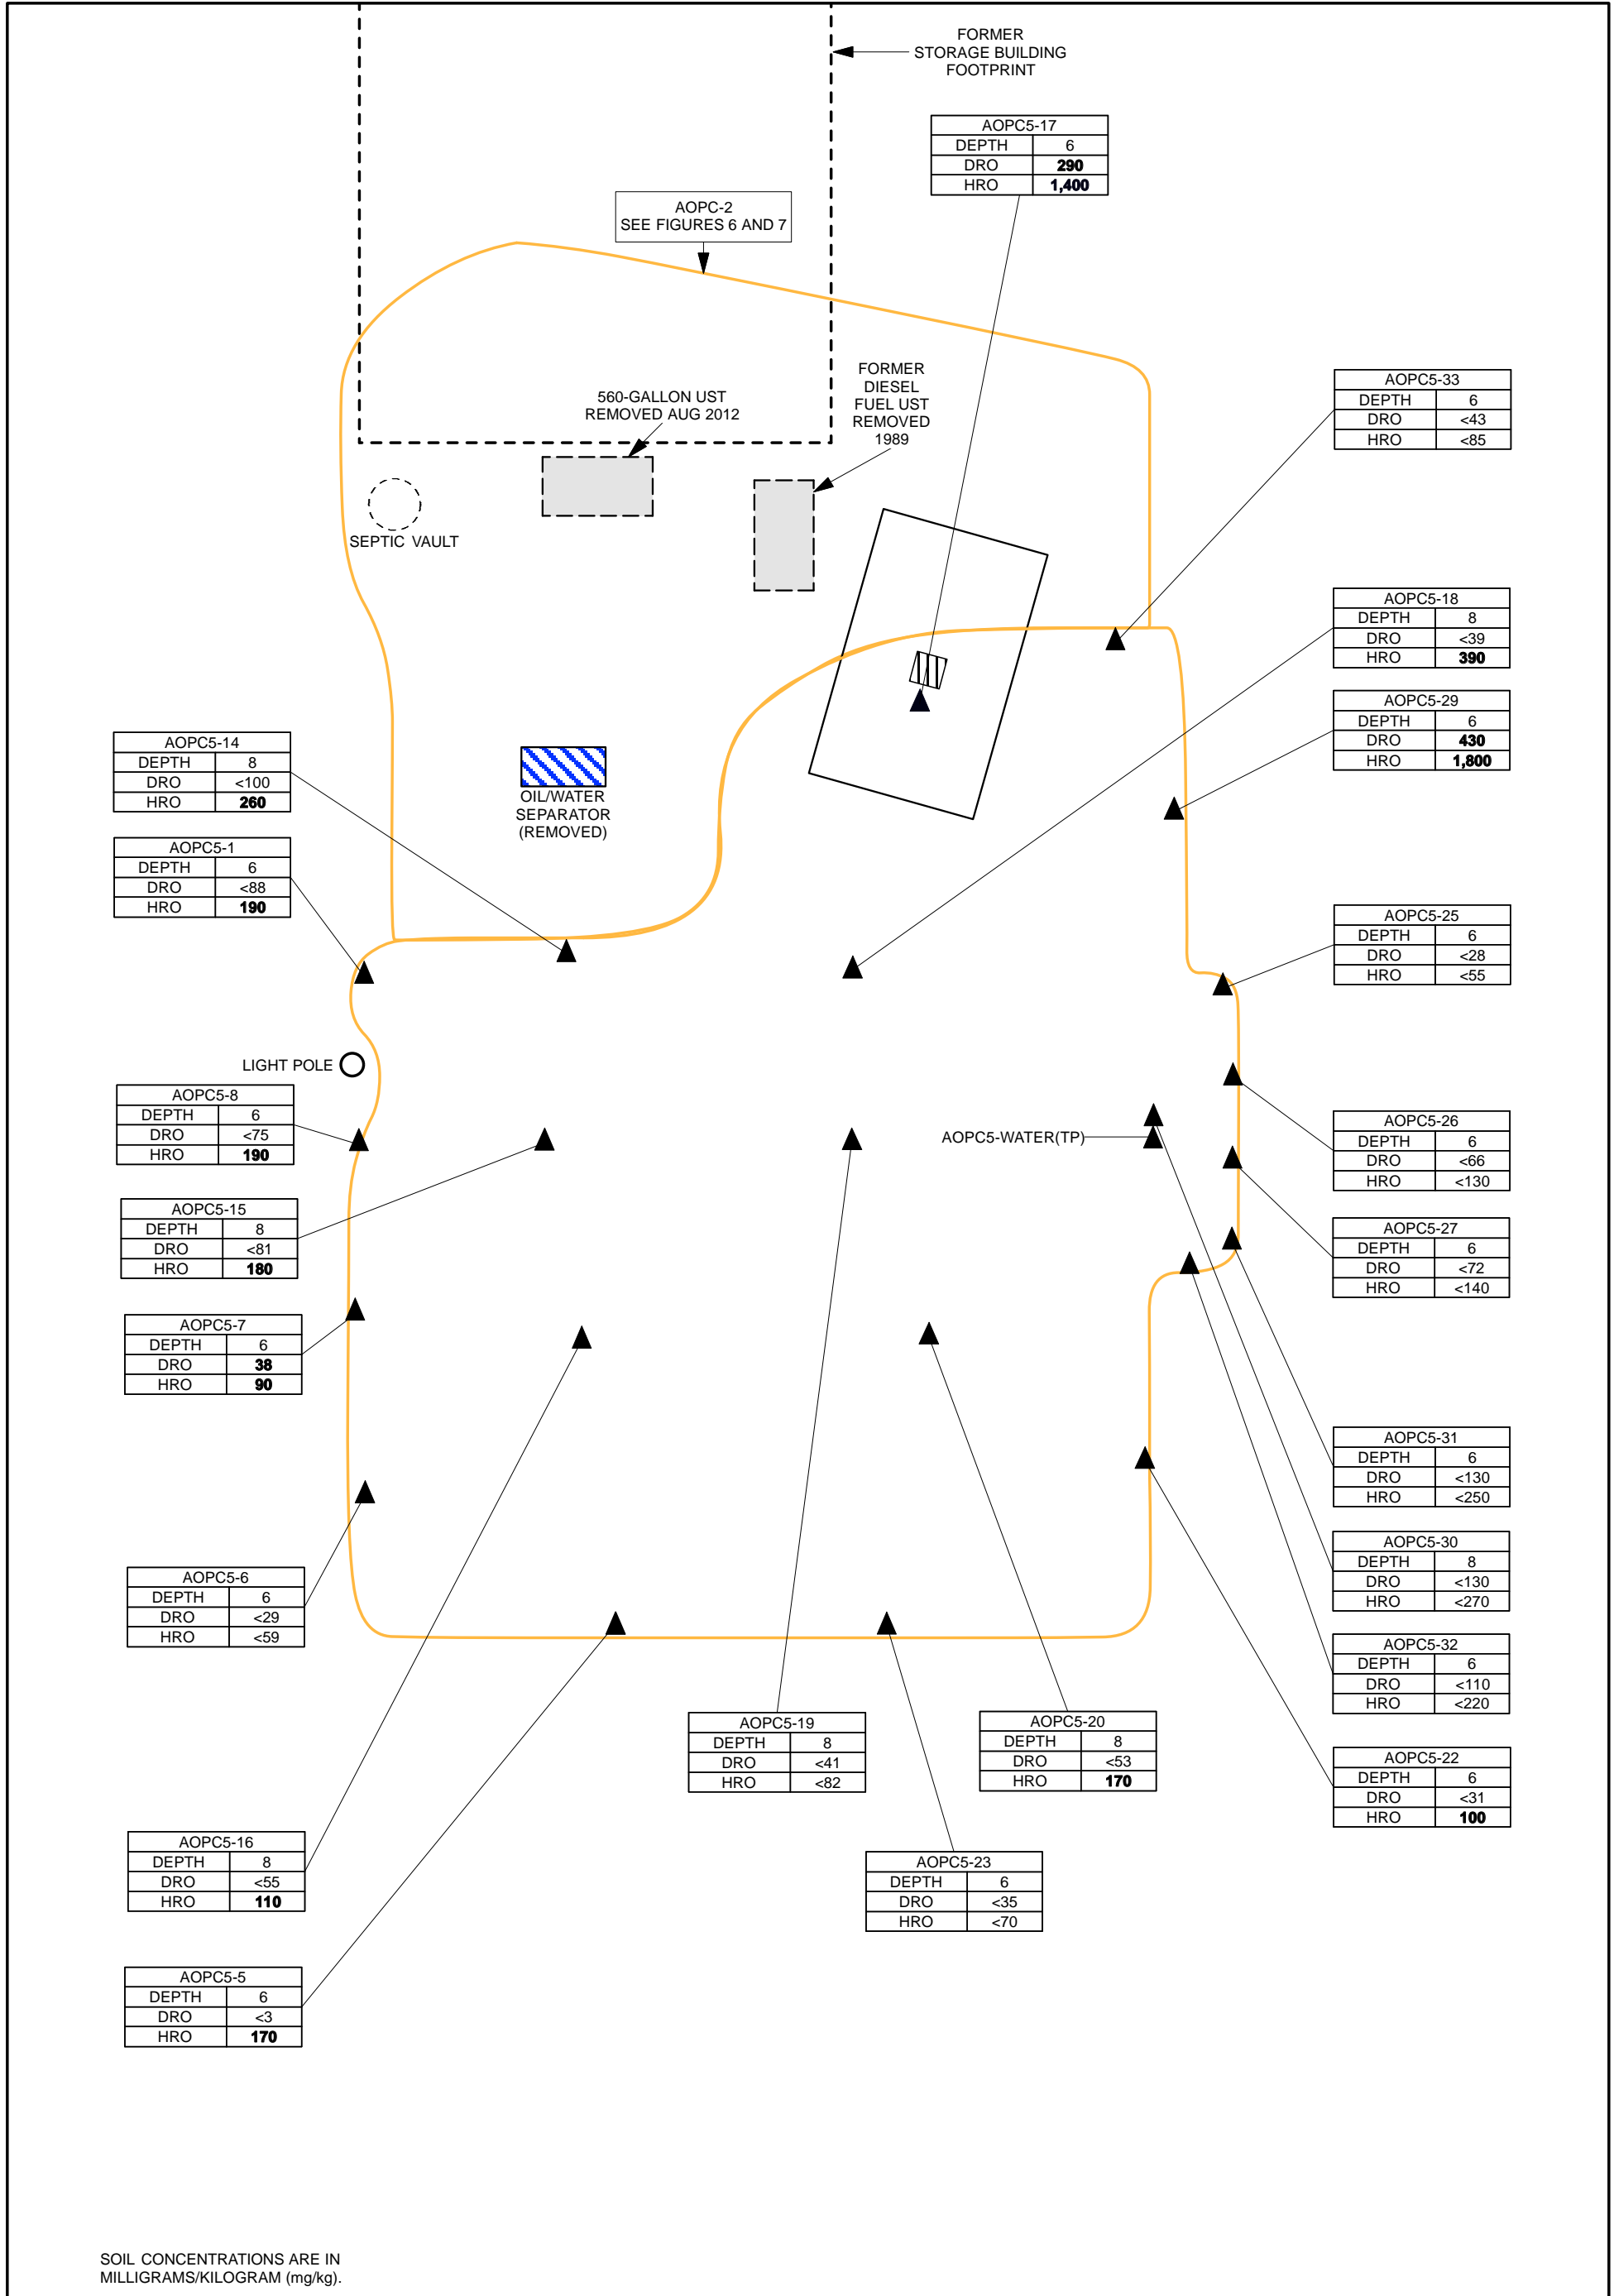 FORMER
STORAGE BUILDING
FOOTPRINT
AOPC5-17
DEPTH 6
DRO 290
HRO 1,400
AOPC-2
SEE FIGURES 6 AND 7
FORMER
DIESEL
FUEL UST
REMOVED
1989
560-GALLON UST
REMOVED AUG 2012
AOPC5-33
DEPTH 6
DRO <43
HRO <85
SEPTIC VAULT
AOPC5-18
DEPTH 8
DRO <39
HRO 390
AOPC5-29
DEPTH 6
DRO 430
HRO 1,800
AOPC5-14
DEPTH 8
DRO <100
HRO 260
OIL/WATER
SEPARATOR
(REMOVED)
AOPC5-1
DEPTH 6
DRO <88
HRO 190
AOPC5-25
DEPTH 6
DRO <28
HRO <55
LIGHT POLE
AOPC5-8
DEPTH 6
DRO <75
HRO 190
AOPC5-WATER(TP)
AOPC5-26
DEPTH 6
DRO <66
HRO <130
AOPC5-15
DEPTH 8
DRO <81
HRO 180
AOPC5-27
DEPTH 6
DRO <72
HRO <140
AOPC5-7
DEPTH 6
DRO 38
HRO 90
AOPC5-31
DEPTH 6
DRO <130
HRO <250
AOPC5-30
DEPTH 8
DRO <130
HRO <270
AOPC5-6
DEPTH 6
DRO <29
HRO <59
AOPC5-32
DEPTH 6
DRO <110
HRO <220
AOPC5-19
DEPTH 8
DRO <41
HRO <82
AOPC5-20
DEPTH 8
DRO <53
HRO 170
AOPC5-22
DEPTH 6
DRO <31
HRO 100
AOPC5-16
DEPTH 8
DRO <55
HRO 110
AOPC5-23
DEPTH 6
DRO <35
HRO <70
AOPC5-5
DEPTH 6
DRO <3
HRO 170
SOIL CONCENTRATIONS ARE IN
MILLIGRAMS/KILOGRAM (mg/kg).